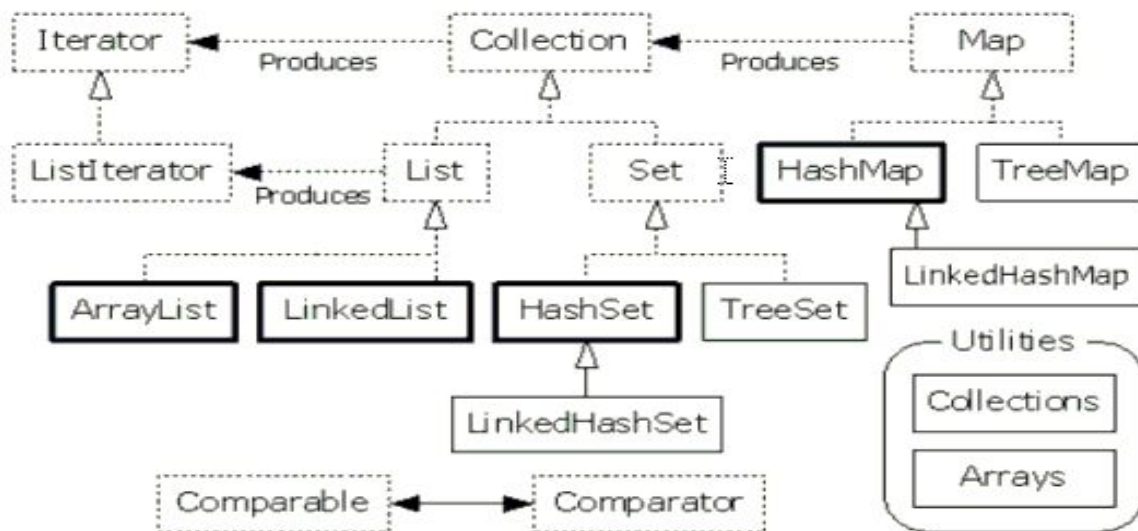 Iterator
Produces
Collection
Produces
Map
ListIterator
Produces
List
Set
HashMap
TreeMap
ArrayList
LinkedList
HashSet
TreeSet
LinkedHashMap
LinkedHashSet
Utilities
Collections
Arrays
Comparable
Comparator